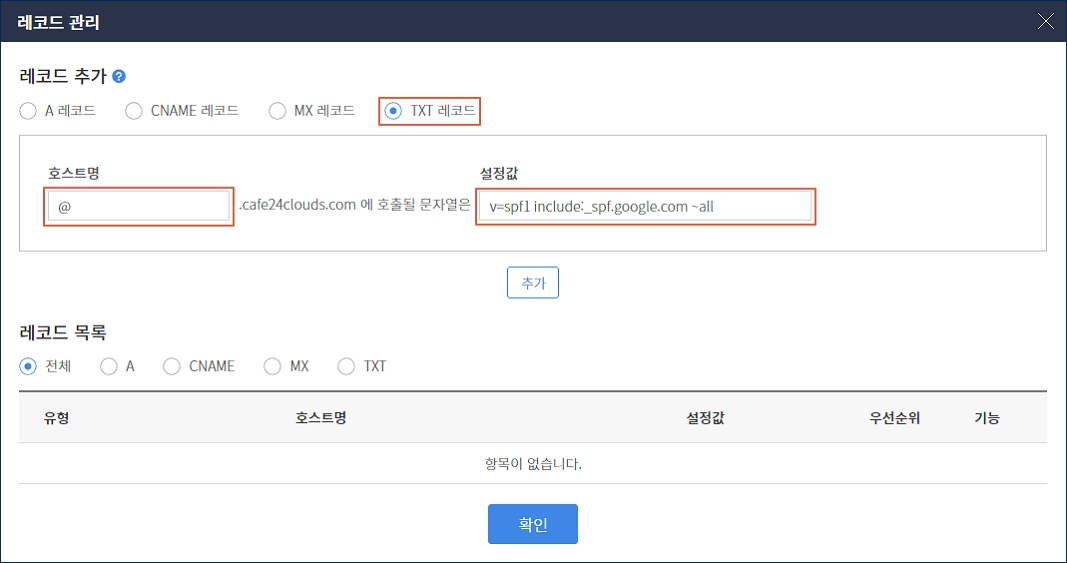 레코드 관리
레코드 추가 ?
A 레코드 CNAME 레코드 MX 레코드 TXT 레코드
호스트명 설정값
@ .cafe24clouds.com 에 호출될 문자열은 v=spf1 include:_spf.google.com ~all
추가
레코드 목록
전체 A CNAME MX TXT
유형 호스트명 설정값 우선순위 기능
항목이 없습니다.
확인